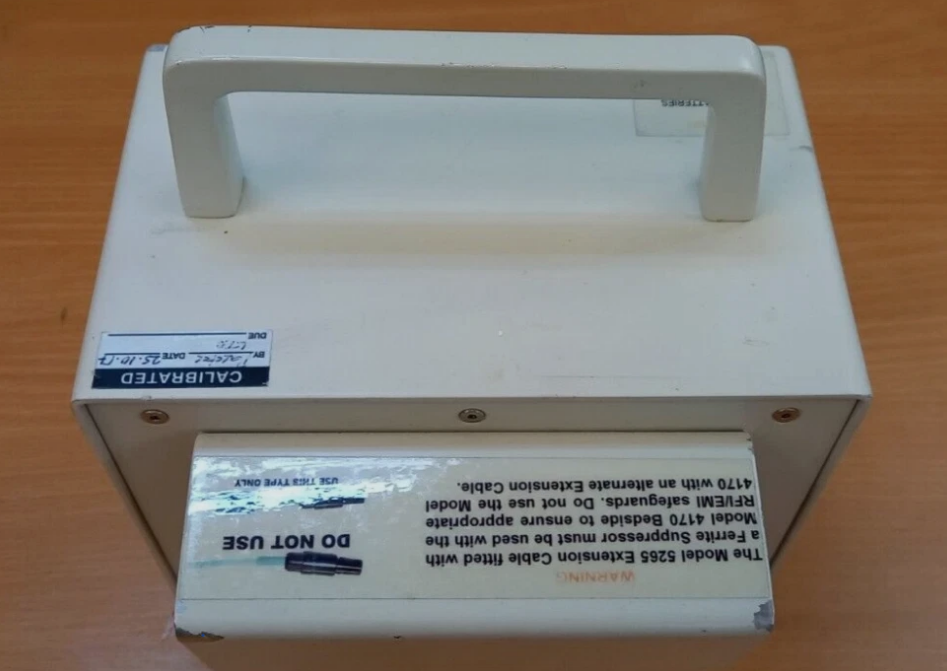 WARNING
The Model 5265 Extension Cable fitted with
a Ferrite Suppressor must be used with the
Model 4170 Bedside to ensure appropriate
RF/EMI safeguards. Do not use the Model
4170 with an alternate Extension Cable.
DO NOT USE
USE THIS TYPE ONLY
CALIBRATED
BY DATE 25.10.17
DUE